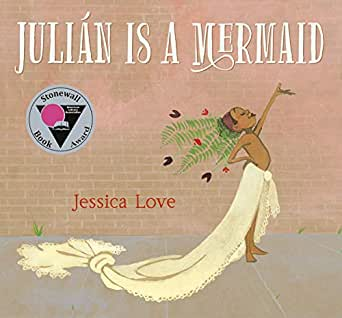 JULIÁN IS A MERMAID
Stonewall
Book
Award
Jessica Love